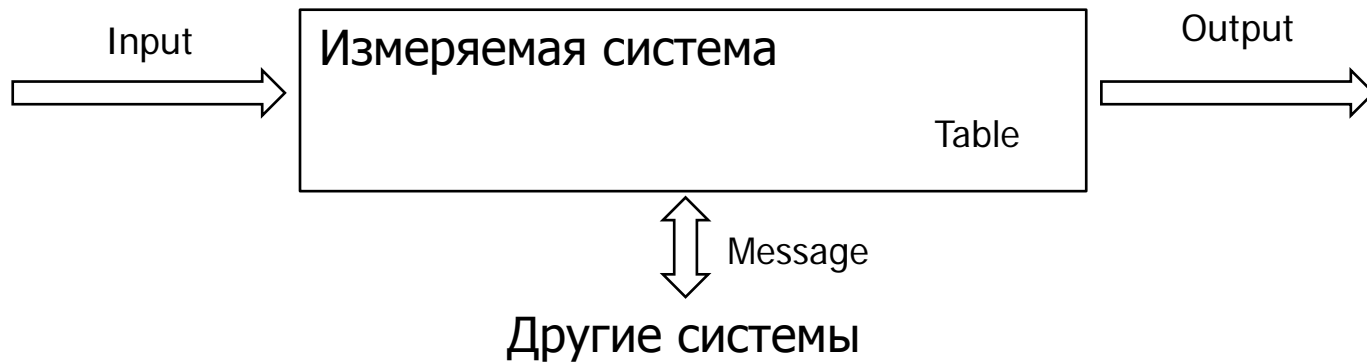 Input
Измеряемая система
Output
Table
Message
Другие системы